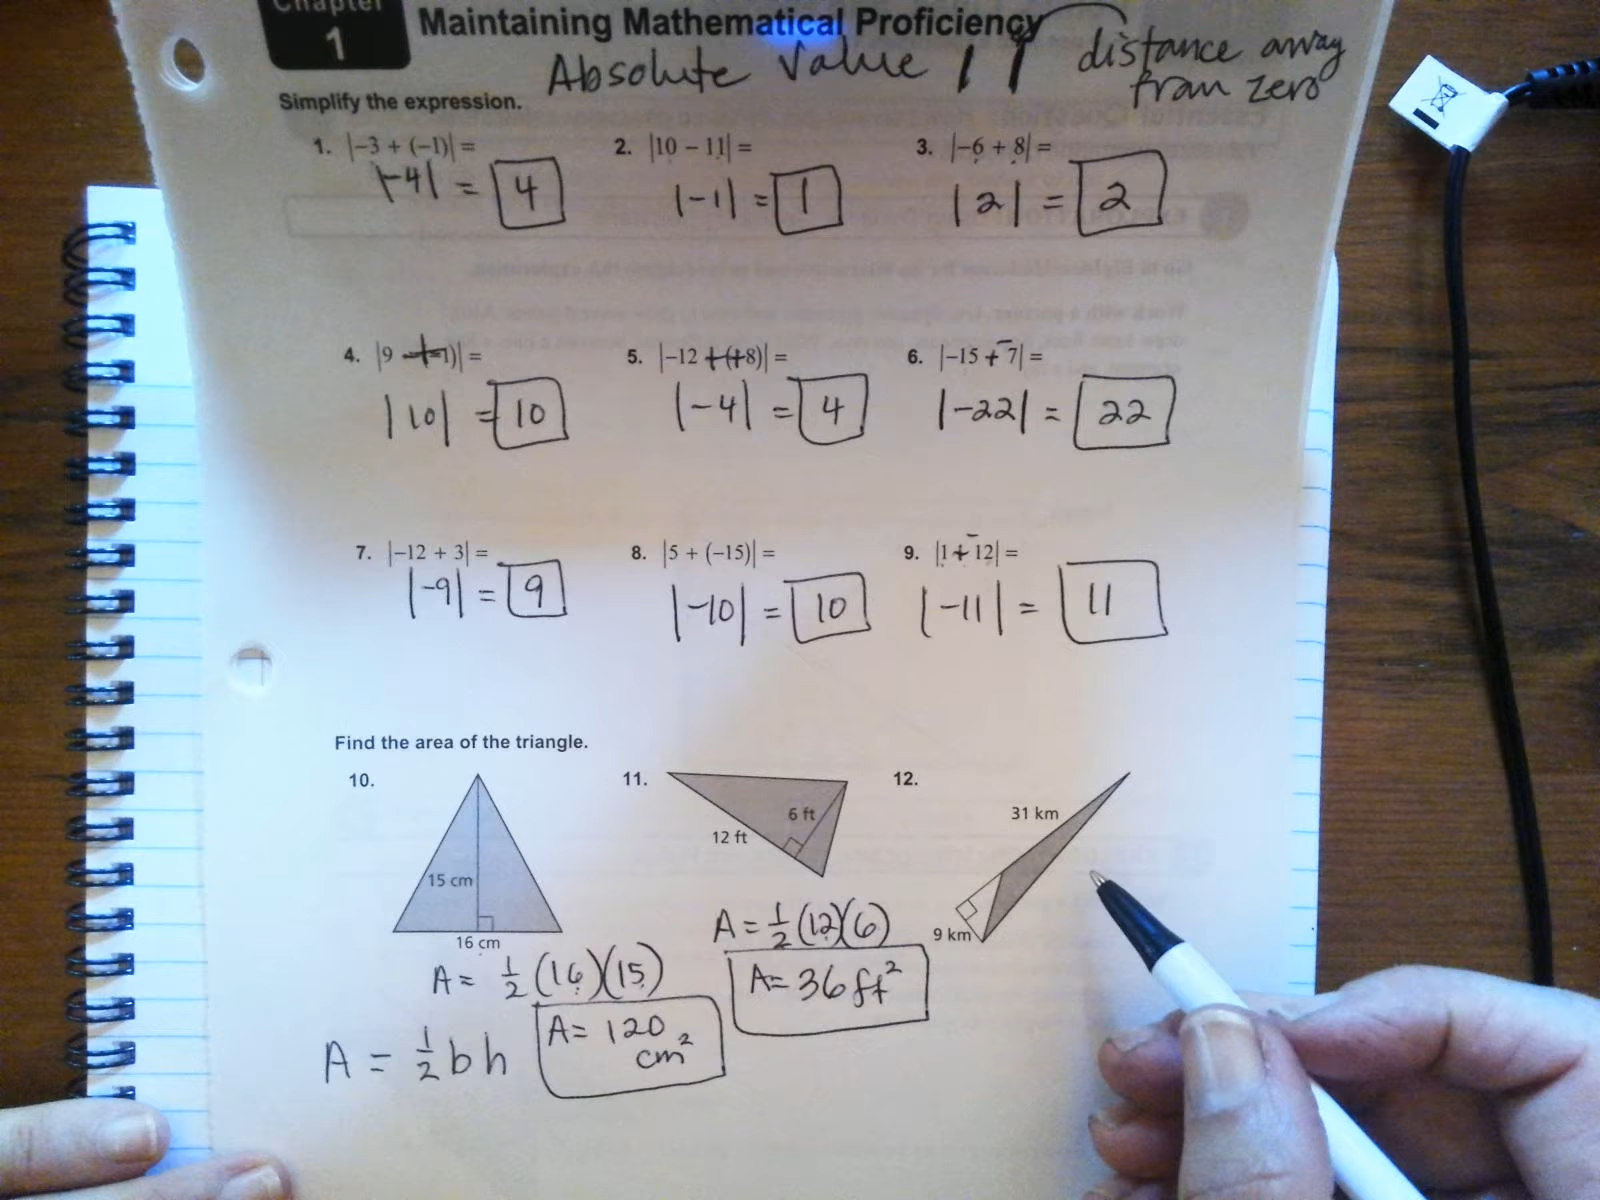 Chapter
1
Maintaining Mathematical Proficiency
Absolute Value | | distance away
from zero
Simplify the expression.
1. |−3 + (−1)| =
|-4| = 4
2. |10 − 11| =
|-1| = 1
3. |−6 + 8| =
|2| = 2
4. |9
1)| =
|10| = 10
5. |−12 + (+8)| =
|-4| = 4
6. |−15 + -7| =
|-22| = 22
7. |−12 + 3| =
|-9| = 9
8. |5 + (−15)| =
|-10| = 10
9. |1 + -12| =
|-11| = 11
Find the area of the triangle.
10.
15 cm
16 cm
A = 1/2 (16)(15)
A = 1/2 b h
A = 120
cm²
11.
6 ft
12 ft
A = 1/2 (12)(6)
A = 36 ft²
12.
31 km
9 km